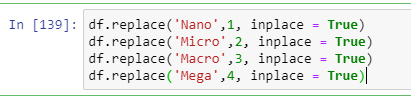 In [139]: df.replace('Nano',1, inplace = True)
df.replace('Micro',2, inplace = True)
df.replace('Macro',3, inplace = True)
df.replace('Mega',4, inplace = True)